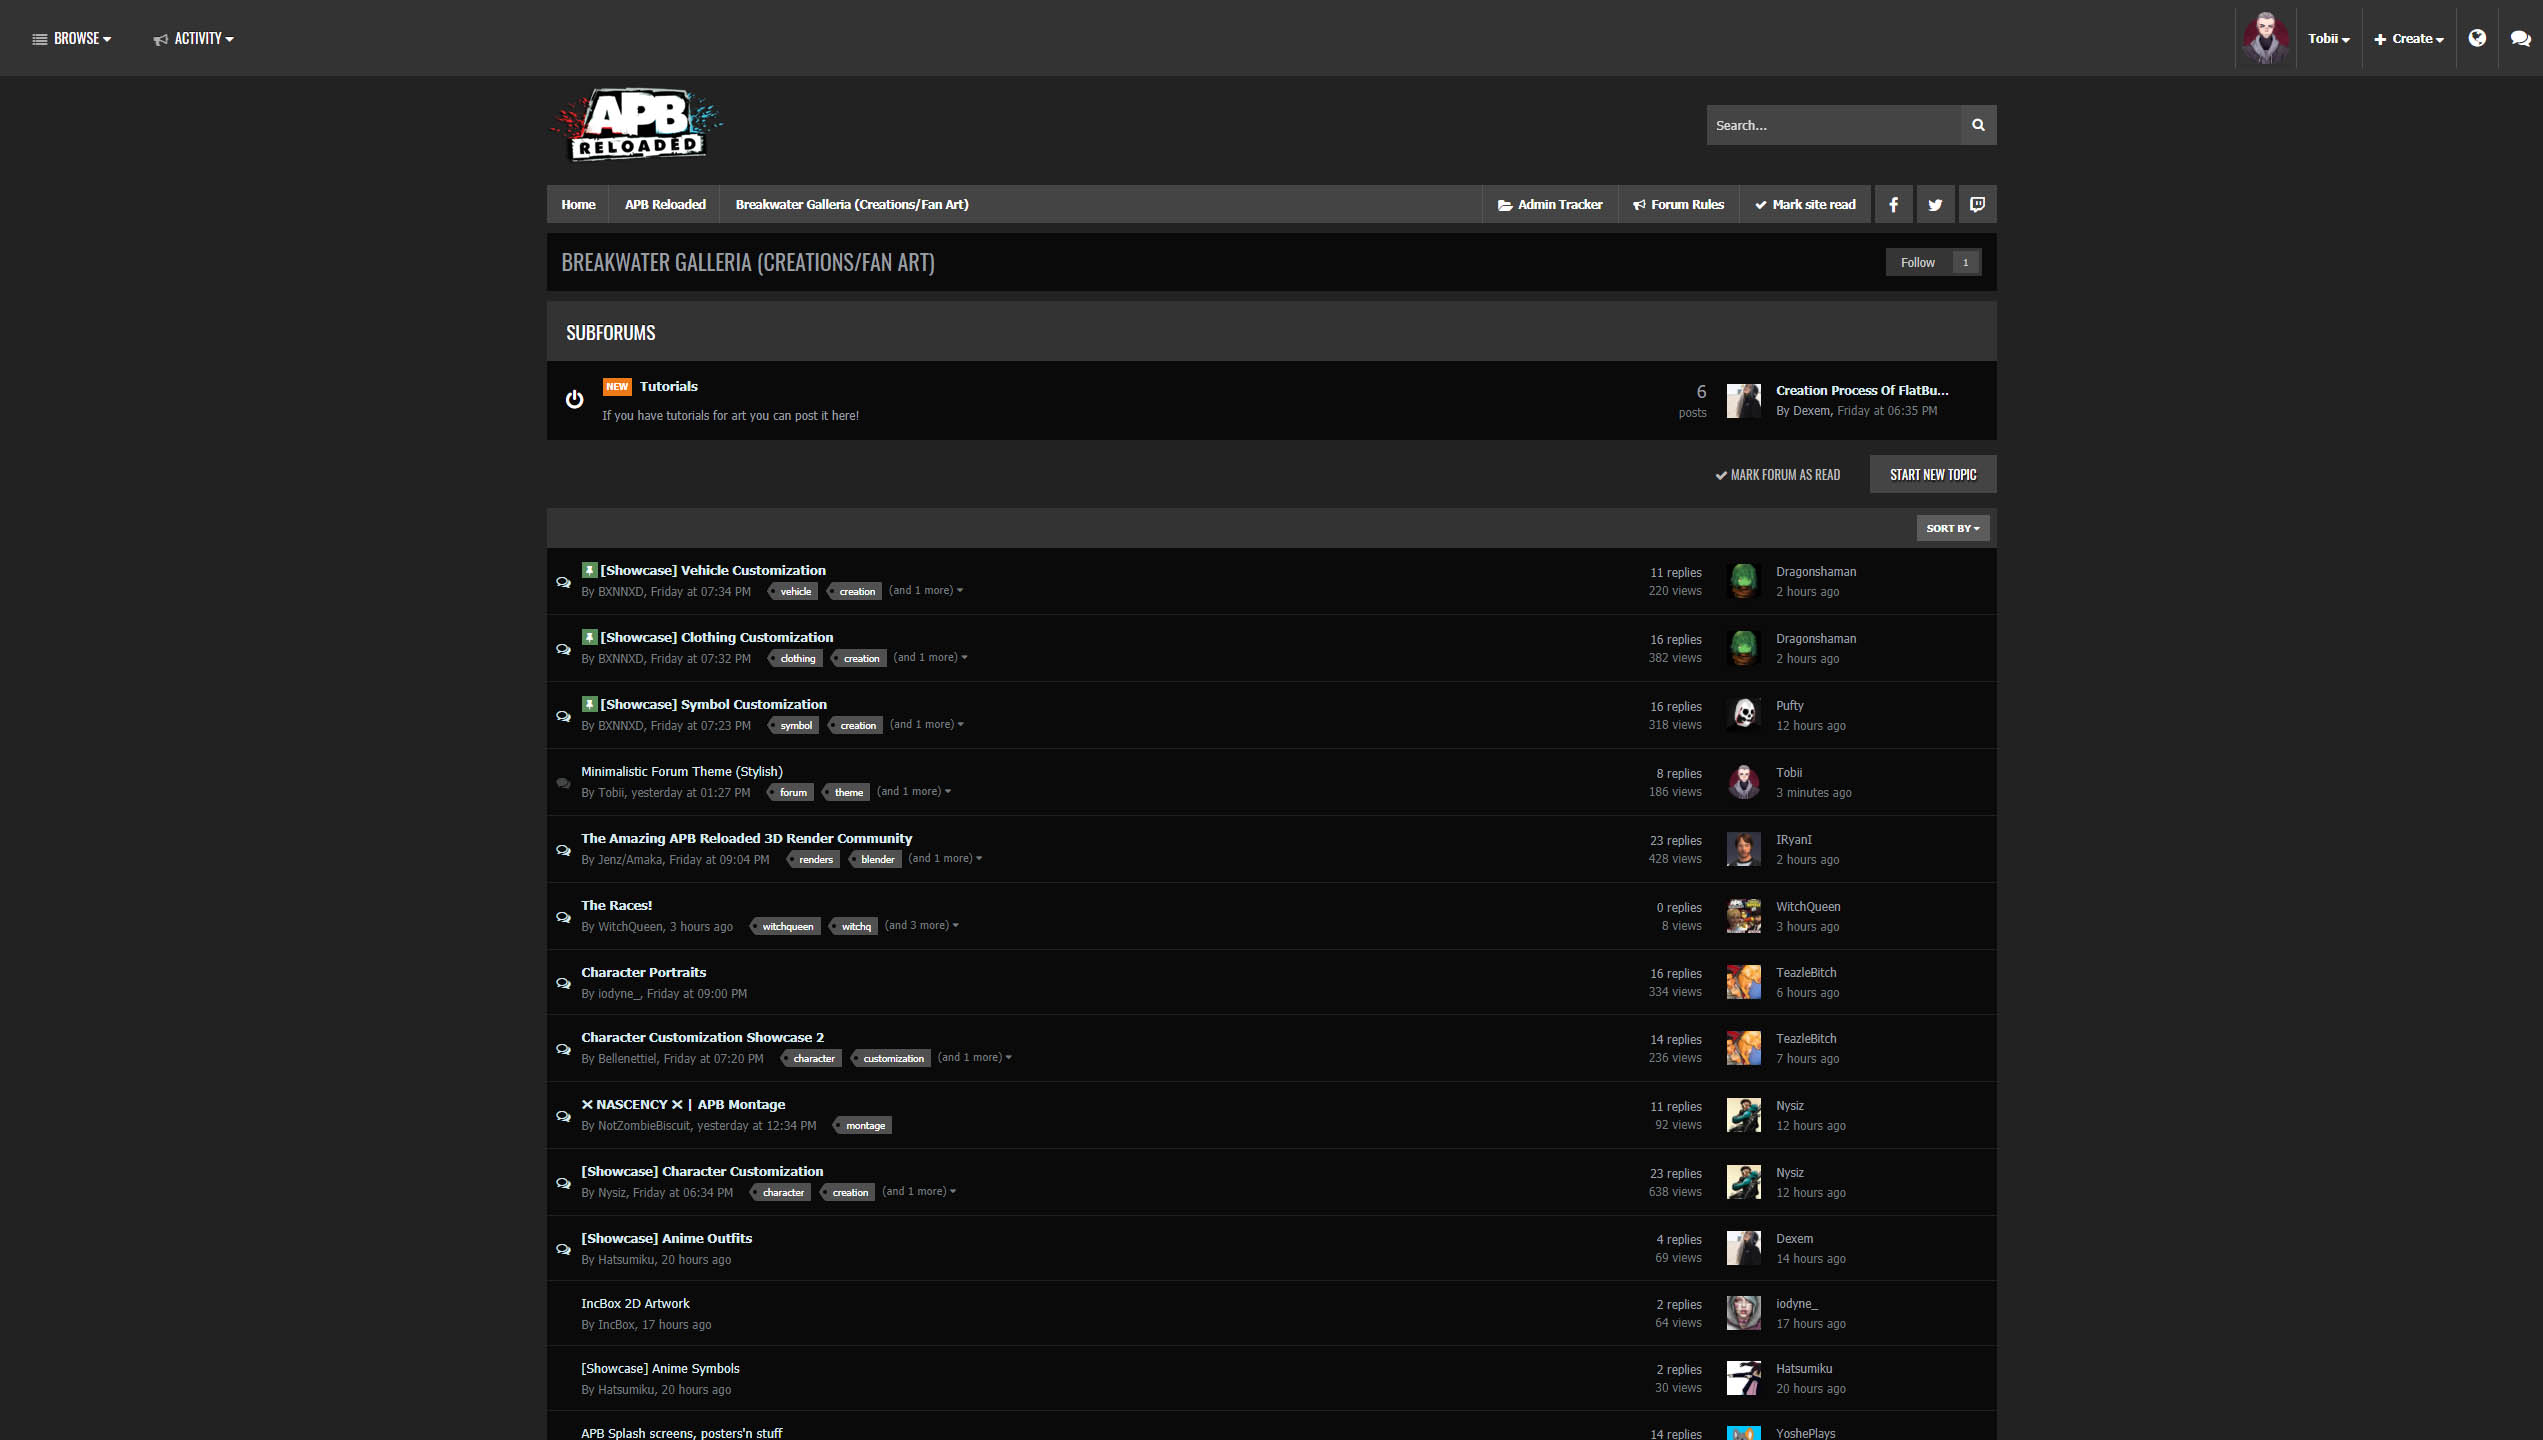 BROWSE
ACTIVITY
Tobii
Create
APB
RELOADED
Search...
Home
APB Reloaded
Breakwater Galleria (Creations/Fan Art)
Admin Tracker
Forum Rules
Mark site read
BREAKWATER GALLERIA (CREATIONS/FAN ART)
Follow 1
SUBFORUMS
NEW Tutorials
If you have tutorials for art you can post it here!
6
posts
Creation Process Of FlatBu...
By Dexem, Friday at 06:35 PM
MARK FORUM AS READ
START NEW TOPIC
SORT BY
[Showcase] Vehicle Customization
By BXNNXD, Friday at 07:34 PM vehicle creation (and 1 more)
11 replies
220 views
Dragonshaman
2 hours ago
[Showcase] Clothing Customization
By BXNNXD, Friday at 07:32 PM clothing creation (and 1 more)
16 replies
382 views
Dragonshaman
2 hours ago
[Showcase] Symbol Customization
By BXNNXD, Friday at 07:23 PM symbol creation (and 1 more)
16 replies
318 views
Pufty
12 hours ago
Minimalistic Forum Theme (Stylish)
By Tobii, yesterday at 01:27 PM forum theme (and 1 more)
8 replies
186 views
Tobii
3 minutes ago
The Amazing APB Reloaded 3D Render Community
By Jenz/Amaka, Friday at 09:04 PM renders blender (and 1 more)
23 replies
428 views
IRyanI
2 hours ago
The Races!
By WitchQueen, 3 hours ago witchqueen witchq (and 3 more)
0 replies
8 views
WitchQueen
3 hours ago
Character Portraits
By iodyne_, Friday at 09:00 PM
16 replies
334 views
TeazleBitch
6 hours ago
Character Customization Showcase 2
By Bellenettiel, Friday at 07:20 PM character customization (and 1 more)
14 replies
236 views
TeazleBitch
7 hours ago
✕ NASCENCY ✕ | APB Montage
By NotZombieBiscuit, yesterday at 12:34 PM montage
11 replies
92 views
Nysiz
12 hours ago
[Showcase] Character Customization
By Nysiz, Friday at 06:34 PM character creation (and 1 more)
23 replies
638 views
Nysiz
12 hours ago
[Showcase] Anime Outfits
By Hatsumiku, 20 hours ago
4 replies
69 views
Dexem
14 hours ago
IncBox 2D Artwork
By IncBox, 17 hours ago
2 replies
64 views
iodyne_
17 hours ago
[Showcase] Anime Symbols
By Hatsumiku, 20 hours ago
2 replies
30 views
Hatsumiku
20 hours ago
APB Splash screens, posters'n stuff
14 replies
YoshePlays